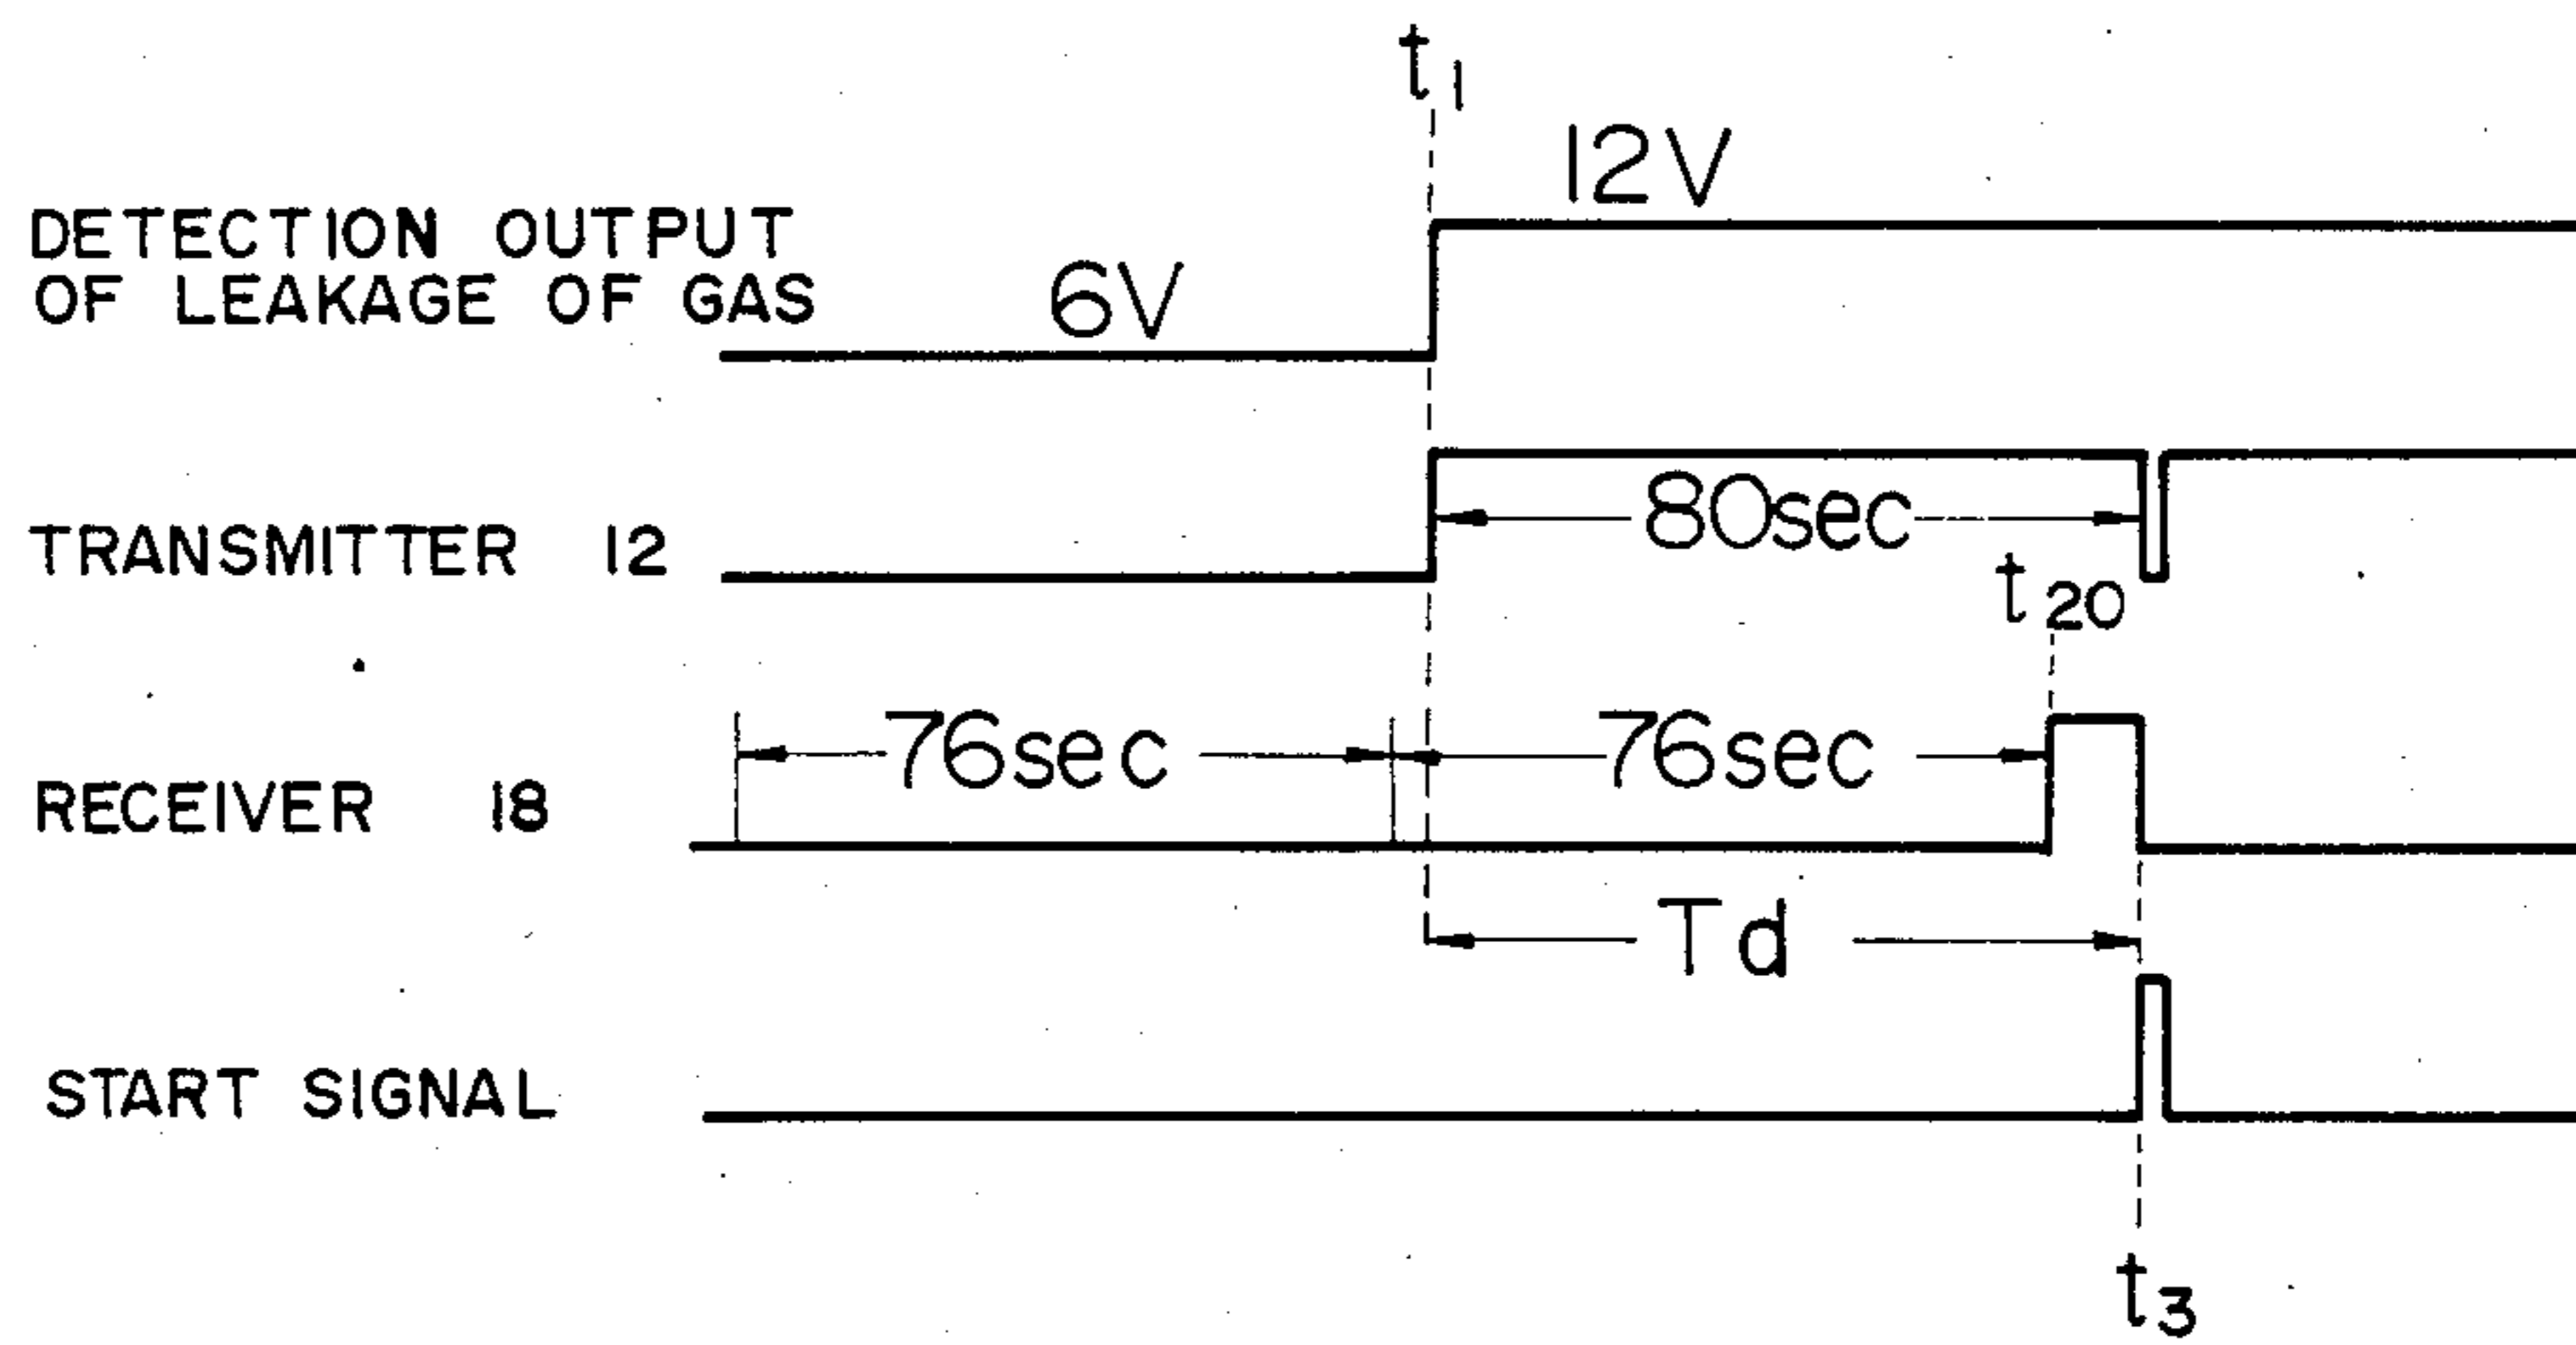 t1
12V
DETECTION OUTPUT
OF LEAKAGE OF GAS
6V
80sec
TRANSMITTER 12
t20
76sec
76sec
RECEIVER 18
Td
START SIGNAL
t3